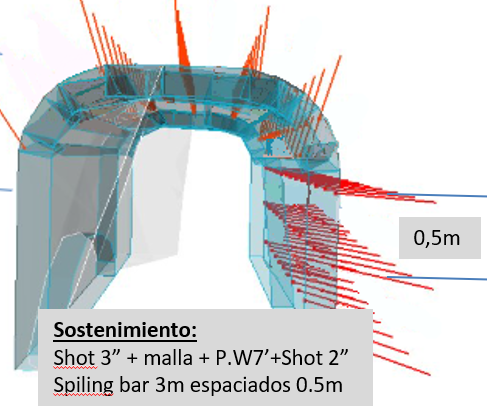 0,5m
Sostenimiento:
Shot 3” + malla + P.W7’+Shot 2”
Spiling bar 3m espaciados 0.5m